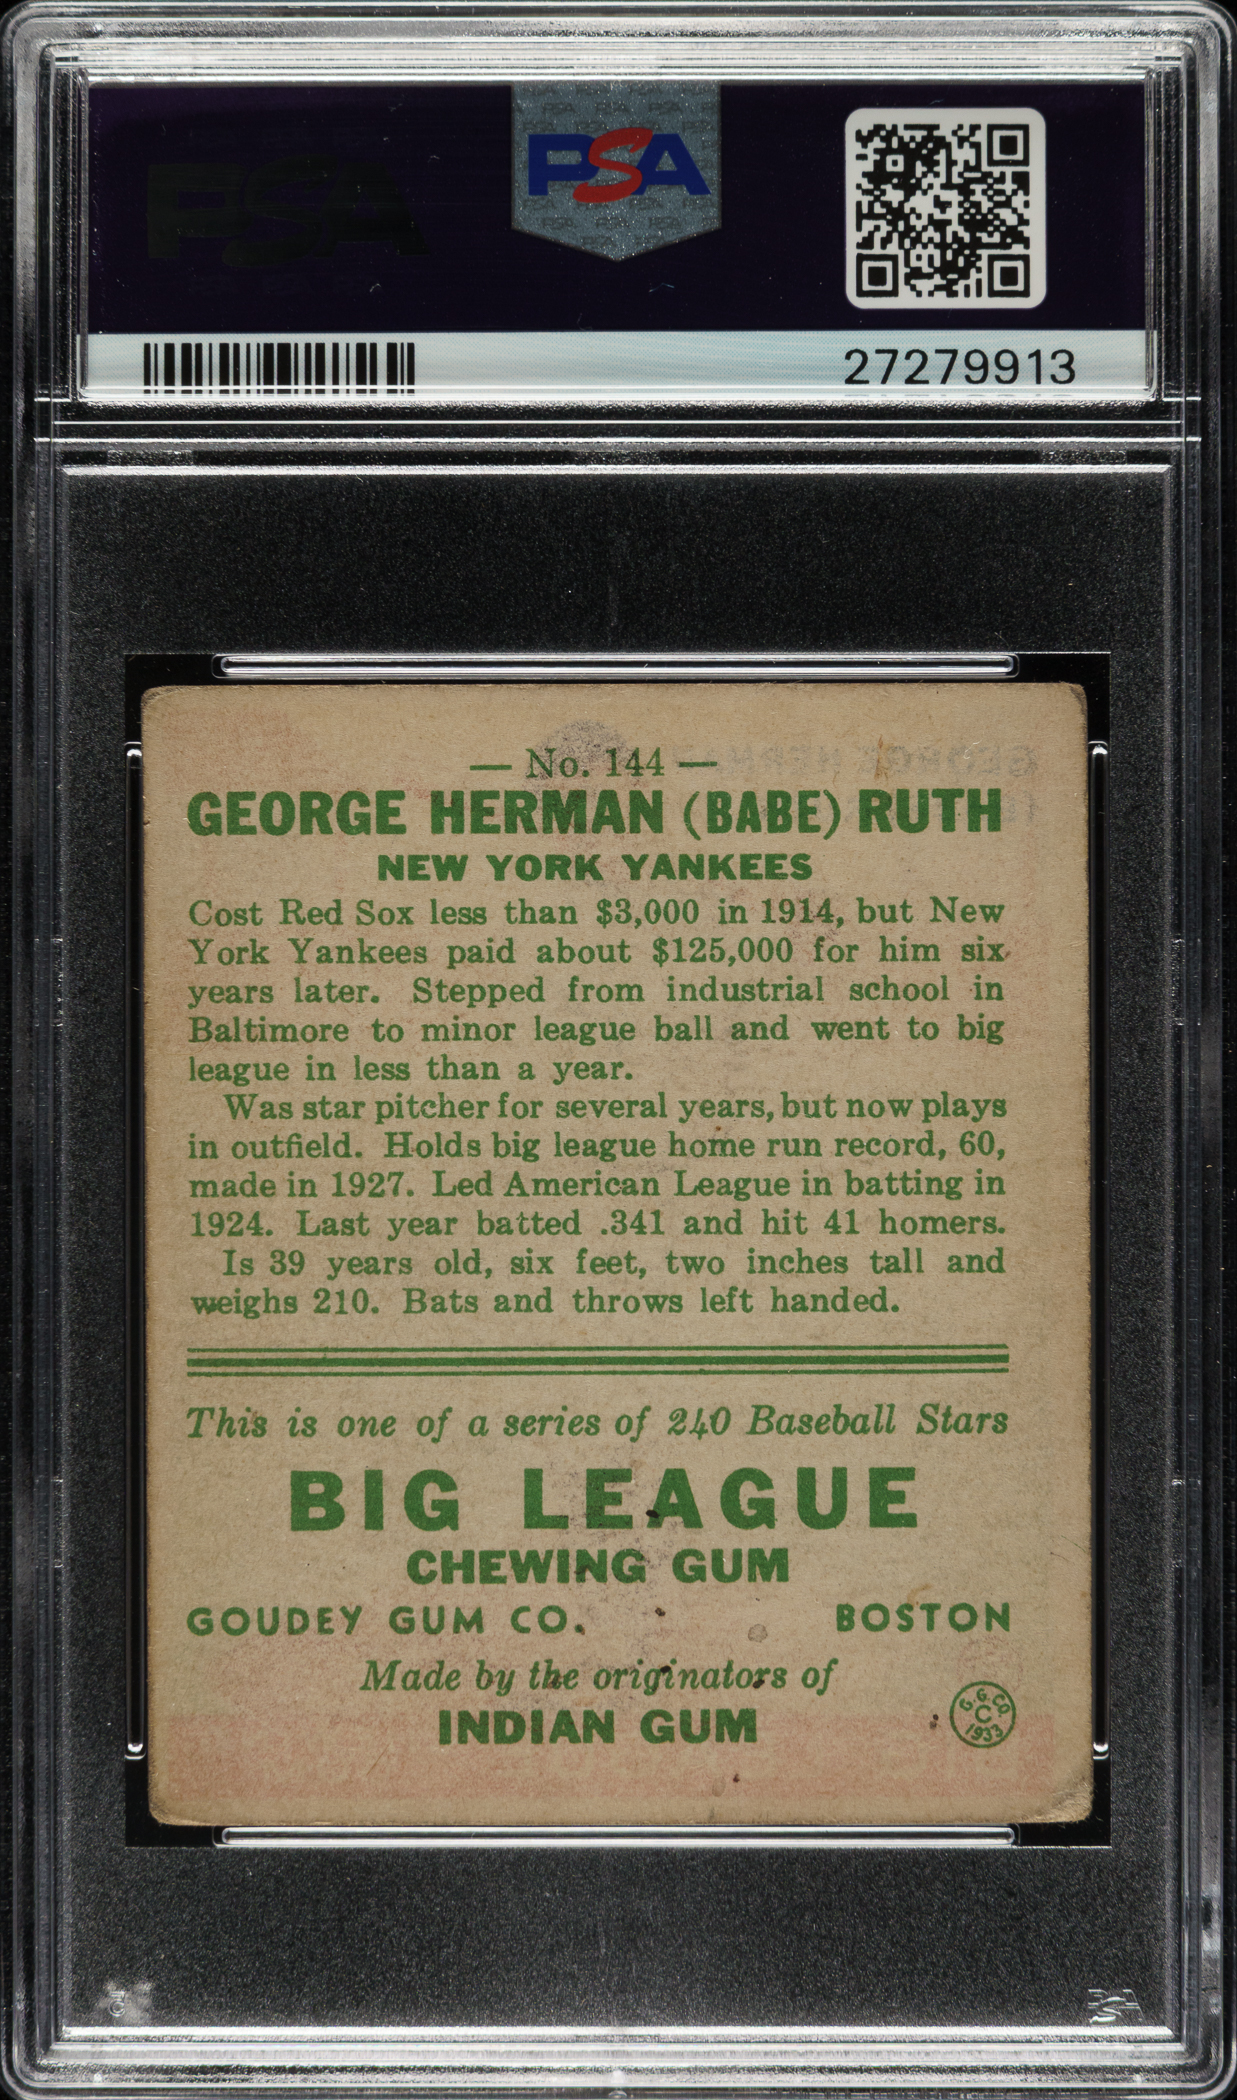 PSA
27279913
— No. 144 —
GEORGE HERMAN (BABE) RUTH
NEW YORK YANKEES
Cost Red Sox less than $3,000 in 1914, but New
York Yankees paid about $125,000 for him six
years later. Stepped from industrial school in
Baltimore to minor league ball and went to big
league in less than a year.
Was star pitcher for several years, but now plays
in outfield. Holds big league home run record, 60,
made in 1927. Led American League in batting in
1924. Last year batted .341 and hit 41 homers.
Is 39 years old, six feet, two inches tall and
weighs 210. Bats and throws left handed.
This is one of a series of 240 Baseball Stars
BIG LEAGUE
CHEWING GUM
GOUDEY GUM CO. BOSTON
Made by the originators of
INDIAN GUM
G. G. CO.
C
1933
PSA